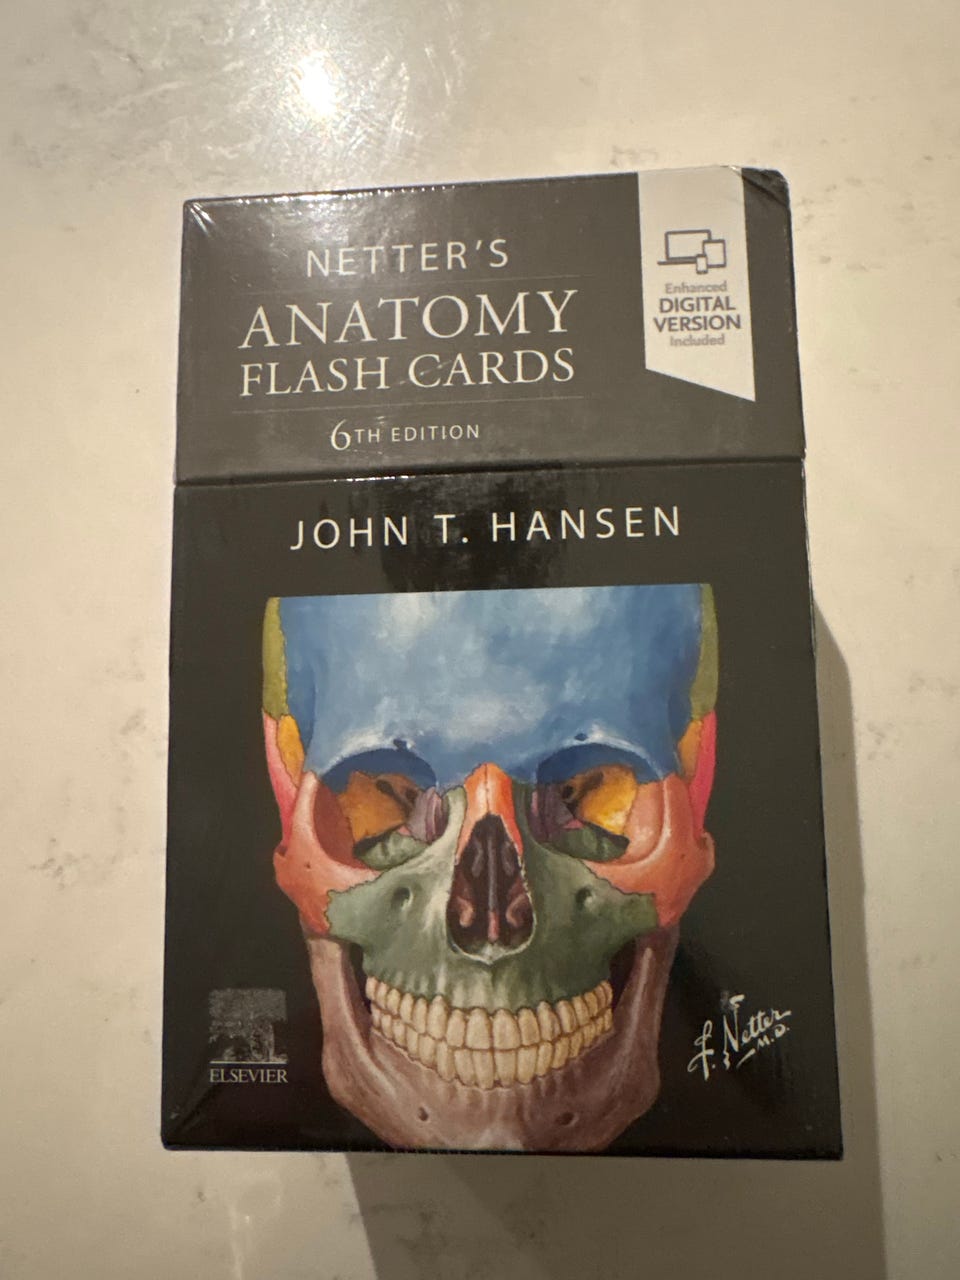 NETTER'S
ANATOMY
FLASH CARDS
6TH EDITION
Enhanced
DIGITAL
VERSION
Included
JOHN T. HANSEN
ELSEVIER
F. Netter
M.D.